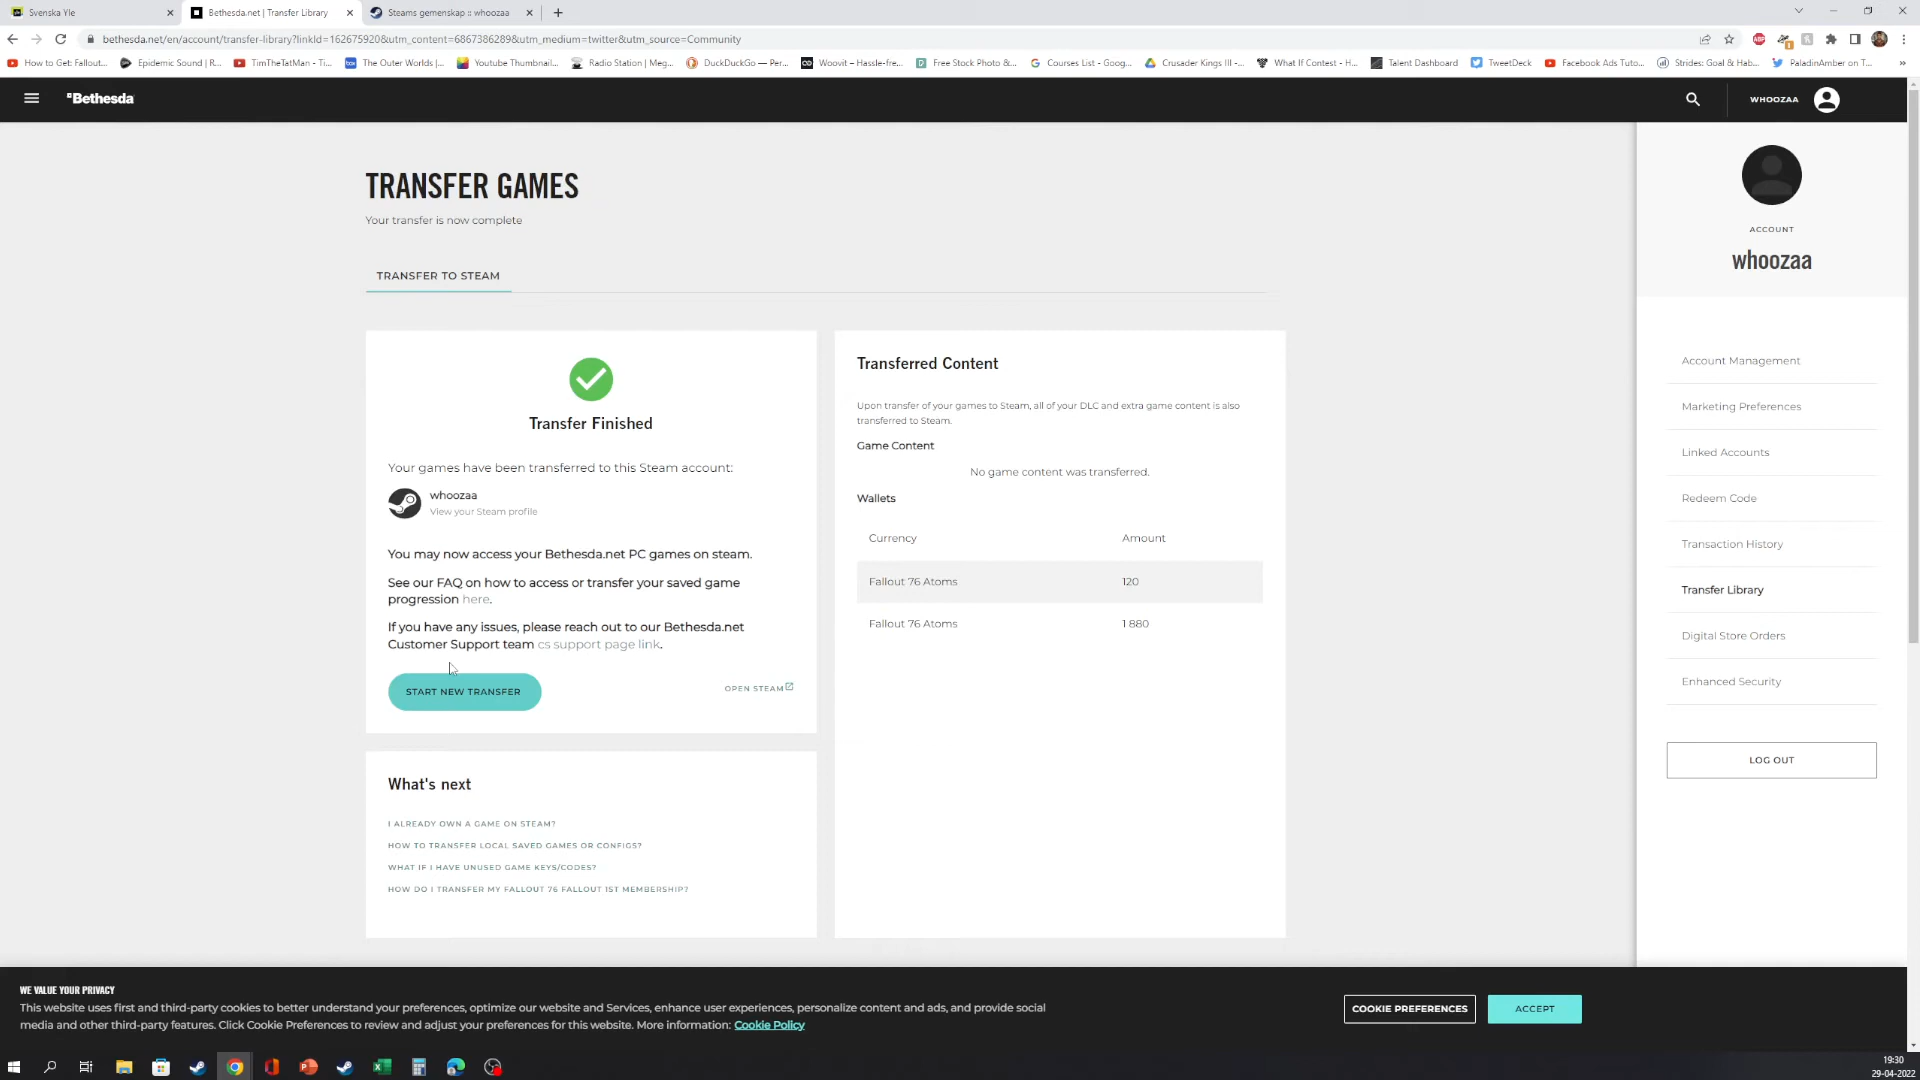 Svenska Yle
Bethesda.net | Transfer Library
Steams gemenskap :: whoozaa
bethesda.net/en/account/transfer-library?linkId=162675920&utm_content=6867386289&utm_medium=twitter&utm_source=Community
How to Get: Fallout...
Epidemic Sound | R...
TimTheTatMan - Ti...
The Outer Worlds |...
Youtube Thumbnail...
Radio Station | Meg...
DuckDuckGo — Per...
Woovit – Hassle-fre...
Free Stock Photo &...
Courses List - Goog...
Crusader Kings III -...
What If Contest - H...
Talent Dashboard
TweetDeck
Facebook Ads Tuto...
Strides: Goal & Hab...
PaladinAmber on T...
Bethesda
WHOOZAA
TRANSFER GAMES
Your transfer is now complete
TRANSFER TO STEAM
Transfer Finished
Your games have been transferred to this Steam account:
whoozaa
View your Steam profile
You may now access your Bethesda.net PC games on steam.
See our FAQ on how to access or transfer your saved game
progression here.
If you have any issues, please reach out to our Bethesda.net
Customer Support team cs support page link.
START NEW TRANSFER
OPEN STEAM
What's next
I ALREADY OWN A GAME ON STEAM?
HOW TO TRANSFER LOCAL SAVED GAMES OR CONFIGS?
WHAT IF I HAVE UNUSED GAME KEYS/CODES?
HOW DO I TRANSFER MY FALLOUT 76 FALLOUT 1ST MEMBERSHIP?
Transferred Content
Upon transfer of your games to Steam, all of your DLC and extra game content is also
transferred to Steam.
Game Content
No game content was transferred.
Wallets
Currency Amount
Fallout 76 Atoms 120
Fallout 76 Atoms 1 880
ACCOUNT
whoozaa
Account Management
Marketing Preferences
Linked Accounts
Redeem Code
Transaction History
Transfer Library
Digital Store Orders
Enhanced Security
LOG OUT
WE VALUE YOUR PRIVACY
This website uses first and third-party cookies to better understand your preferences, optimize our website and Services, enhance user experiences, personalize content and ads, and provide social
media and other third-party features. Click Cookie Preferences to review and adjust your preferences for this website. More information: Cookie Policy
COOKIE PREFERENCES
ACCEPT
19:30
29-04-2022